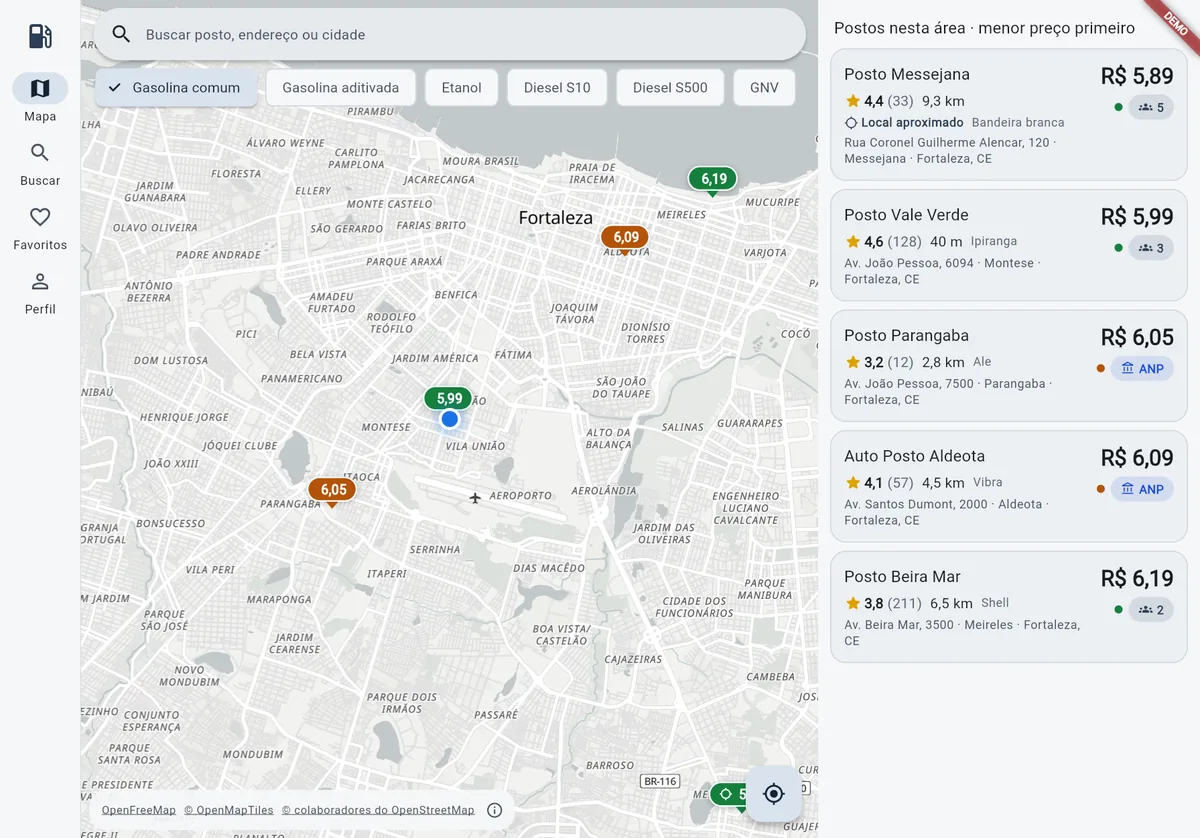 Mapa
Buscar
Favoritos
Perfil
Buscar posto, endereço ou cidade
Gasolina comum
Gasolina aditivada
Etanol
Diesel S10
Diesel S500
GNV
PIRAMBU
ÁLVARO WEYNE
CARLITO
PAMPLONA
MOURA BRASIL
PRAIA DE
IRACEMA
6,19
FLORESTA
JACARECANGA
JARDIM
GUANABARA
ELLERY
MONTE CASTELO
MUCURIPE
Fortaleza
MEIRELES
OLAVO OLIVEIRA
SÃO GERARDO
FARIAS BRITO
6,09
ALDEOTA
PADRE ANDRADE
PARQUE ARAXÁ
VARJOTA
ANTÔNIO
BEZERRA
AMADEU
FURTADO
BENFICA
RODOLFO
TEÓFILO
JOAQUIM
TÁVORA
DIONÍSIO
TORRES
PICI
COCÓ
DOM LUSTOSA
BELA VISTA
JARDIM AMÉRICA
FÁTIMA
PANAMERICANO
SÃO JOÃO
DO TAUAPE
5,99
HENRIQUE JORGE
MONTESE
SALINAS
GUARARAPES
JÓQUEI CLUBE
VILA UNIÃO
ALTO DA
BALANÇA
JOÃO XXIII
ITAOCA
6,05
PARANGABA
AEROPORTO
AEROLÂNDIA
ENGENHEIRO
LUCIANO
CAVALCANTE
GRANJA
PORTUGAL
BONSUCESSO
JARDIM DAS
OLIVEIRAS
SERRINHA
VILA PERI
ITAPERI
DIAS MACÊDO
PARQUE
MANIBURA
M JARDIM
MARAPONGA
CIDADE DOS
FUNCIONÁRIOS
PARQUE
SÃO JOSÉ
BOA VISTA/
CASTELÃO
JARDIM
CEARENSE
CAJAZEIRAS
NOVO
MONDUBIM
CAMBEBA
PARQUE DOIS
IRMÃOS
CONJUNTO
ESPERANÇA
PASSARÉ
PARQUE
SANTA ROSA
MONDUBIM
BARROSO
BR-116
E PRESIDENTE
5
OpenFreeMap © OpenMapTiles © colaboradores do OpenStreetMap
Postos nesta área · menor preço primeiro
DEMO
Posto Messejana
R$ 5,89
4,4 (33) 9,3 km
5
Local aproximado Bandeira branca
Rua Coronel Guilherme Alencar, 120 ·
Messejana · Fortaleza, CE
Posto Vale Verde
R$ 5,99
4,6 (128) 40 m Ipiranga
3
Av. João Pessoa, 6094 · Montese ·
Fortaleza, CE
Posto Parangaba
R$ 6,05
3,2 (12) 2,8 km Ale
ANP
Av. João Pessoa, 7500 · Parangaba ·
Fortaleza, CE
Auto Posto Aldeota
R$ 6,09
4,1 (57) 4,5 km Vibra
ANP
Av. Santos Dumont, 2000 · Aldeota ·
Fortaleza, CE
Posto Beira Mar
R$ 6,19
3,8 (211) 6,5 km Shell
2
Av. Beira Mar, 3500 · Meireles · Fortaleza,
CE